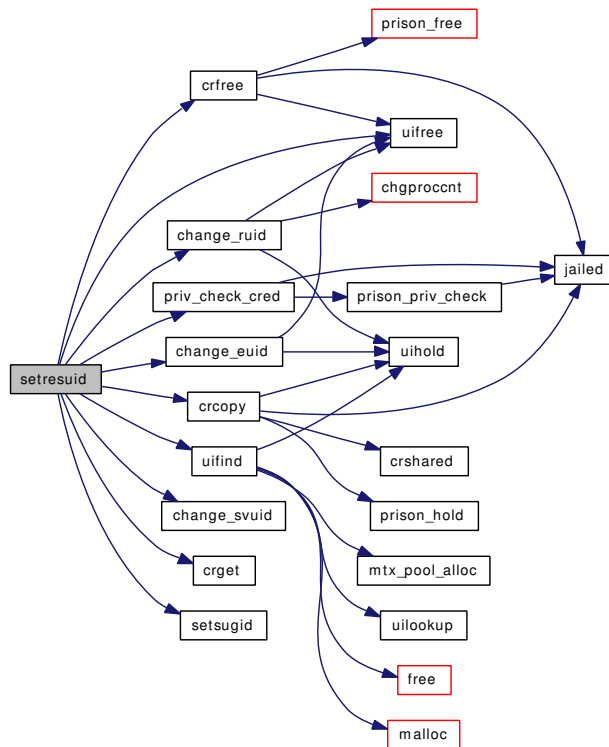 prison_free
crfree
uifree
chgproccnt
change_ruid
jailed
priv_check_cred
prison_priv_check
change_euid
uihold
setresuid
crcopy
uifind
crshared
change_svuid
prison_hold
crget
mtx_pool_alloc
setsugid
uilookup
free
malloc